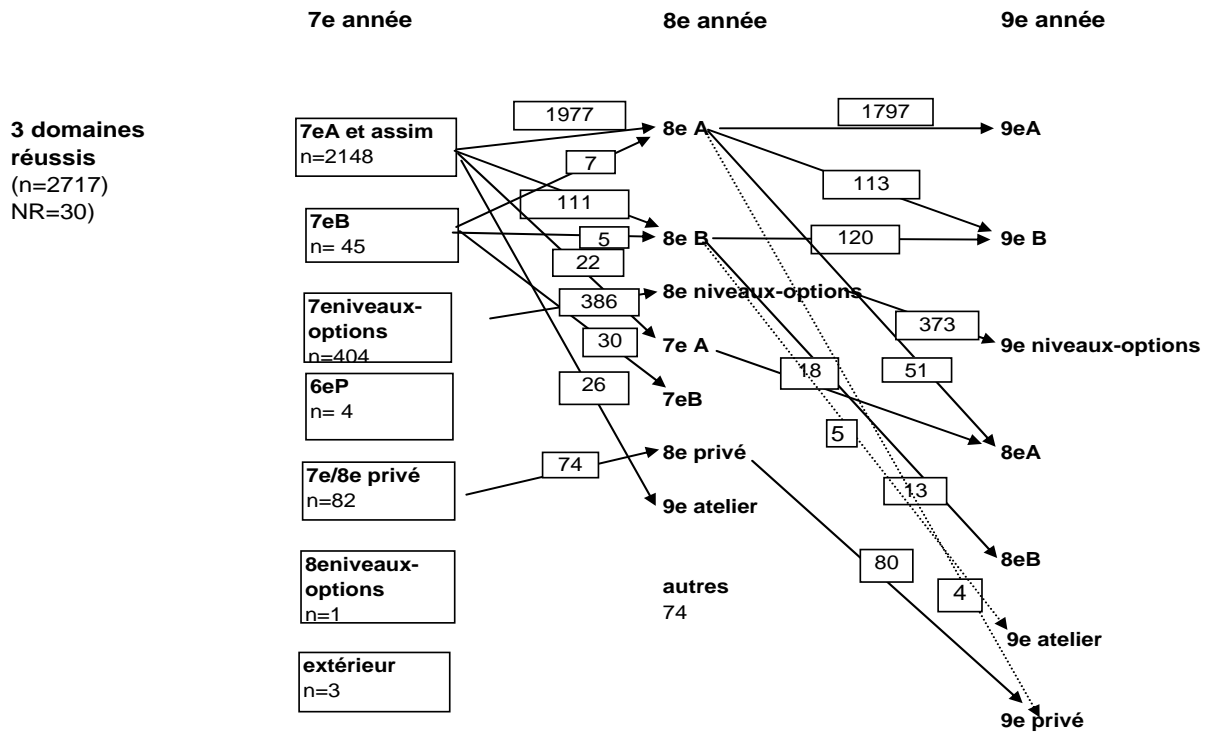 7e année
8e année
9e année
3 domaines
réussis
(n=2717)
NR=30)
7eA et assim
n=2148
7eB
n= 45
7eniveaux-
options
n=404
6eP
n= 4
7e/8e privé
n=82
8eniveaux-
options
n=1
extérieur
n=3
1977
7
111
5
22
386
30
26
74
8e A
8e B
8e niveaux-options
7e A
7eB
8e privé
9e atelier
autres
74
1797
113
120
373
18
51
5
13
80
4
9eA
9e B
9e niveaux-options
8eA
8eB
9e atelier
9e privé